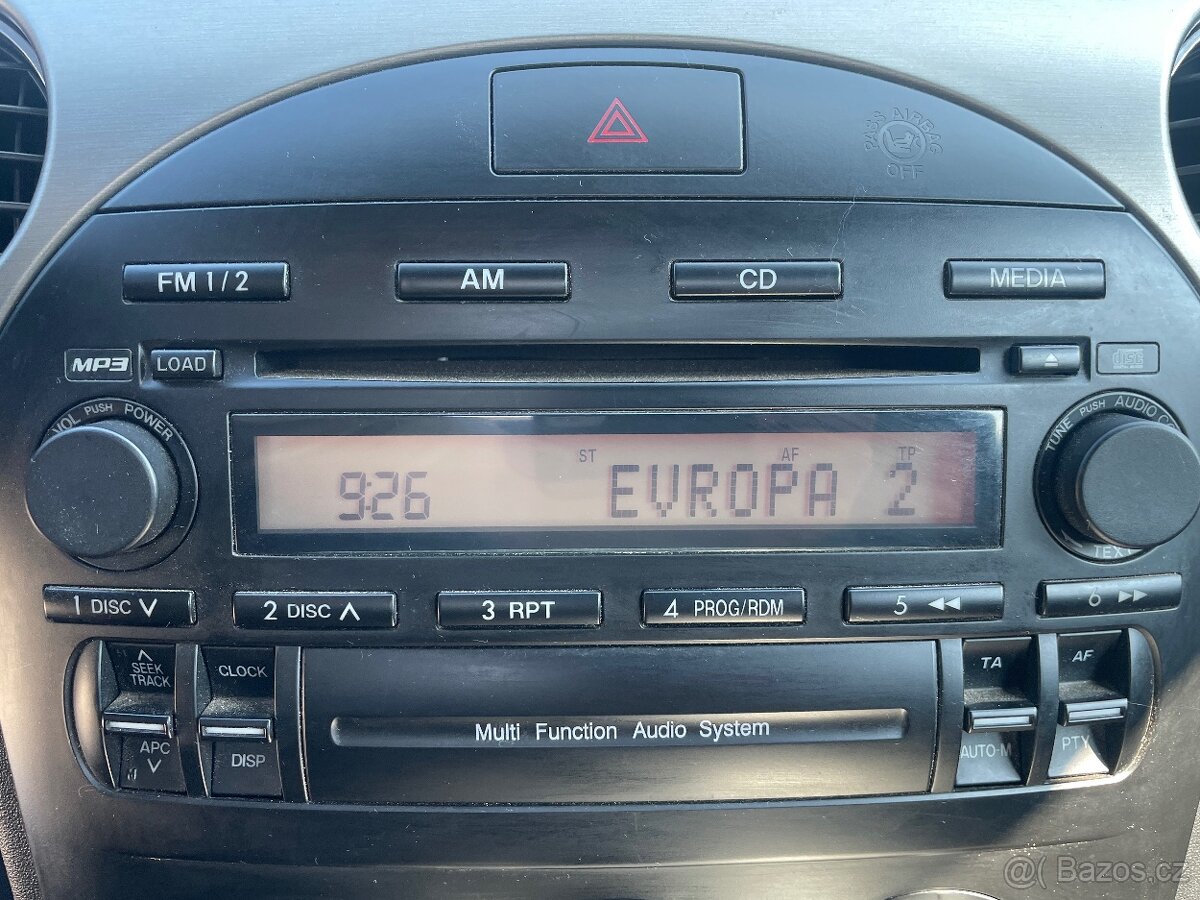 PASS AIRBAG
OFF
FM 1/2
AM
CD
MEDIA
MP3
LOAD
disc
VOL PUSH POWER
TUNE PUSH AUDIO
ST
AF
TP
9:26
EVROPA 2
TEXT
1 DISC
2 DISC
3 RPT
4 PROG/RDM
5
6
SEEK
TRACK
CLOCK
TA
AF
Multi Function Audio System
APC
DISP
AUTO-M
PTY
@( Bazos.cz